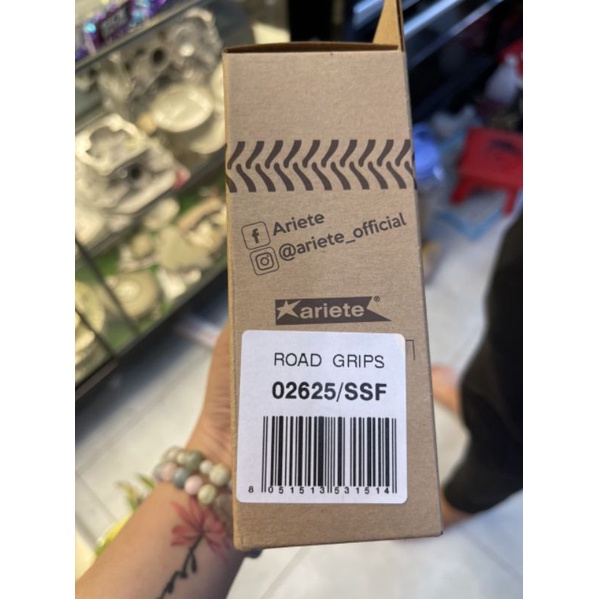 Ariete
@ariete_official
ariete®
ROAD GRIPS
02625/SSF
8 051513 531514